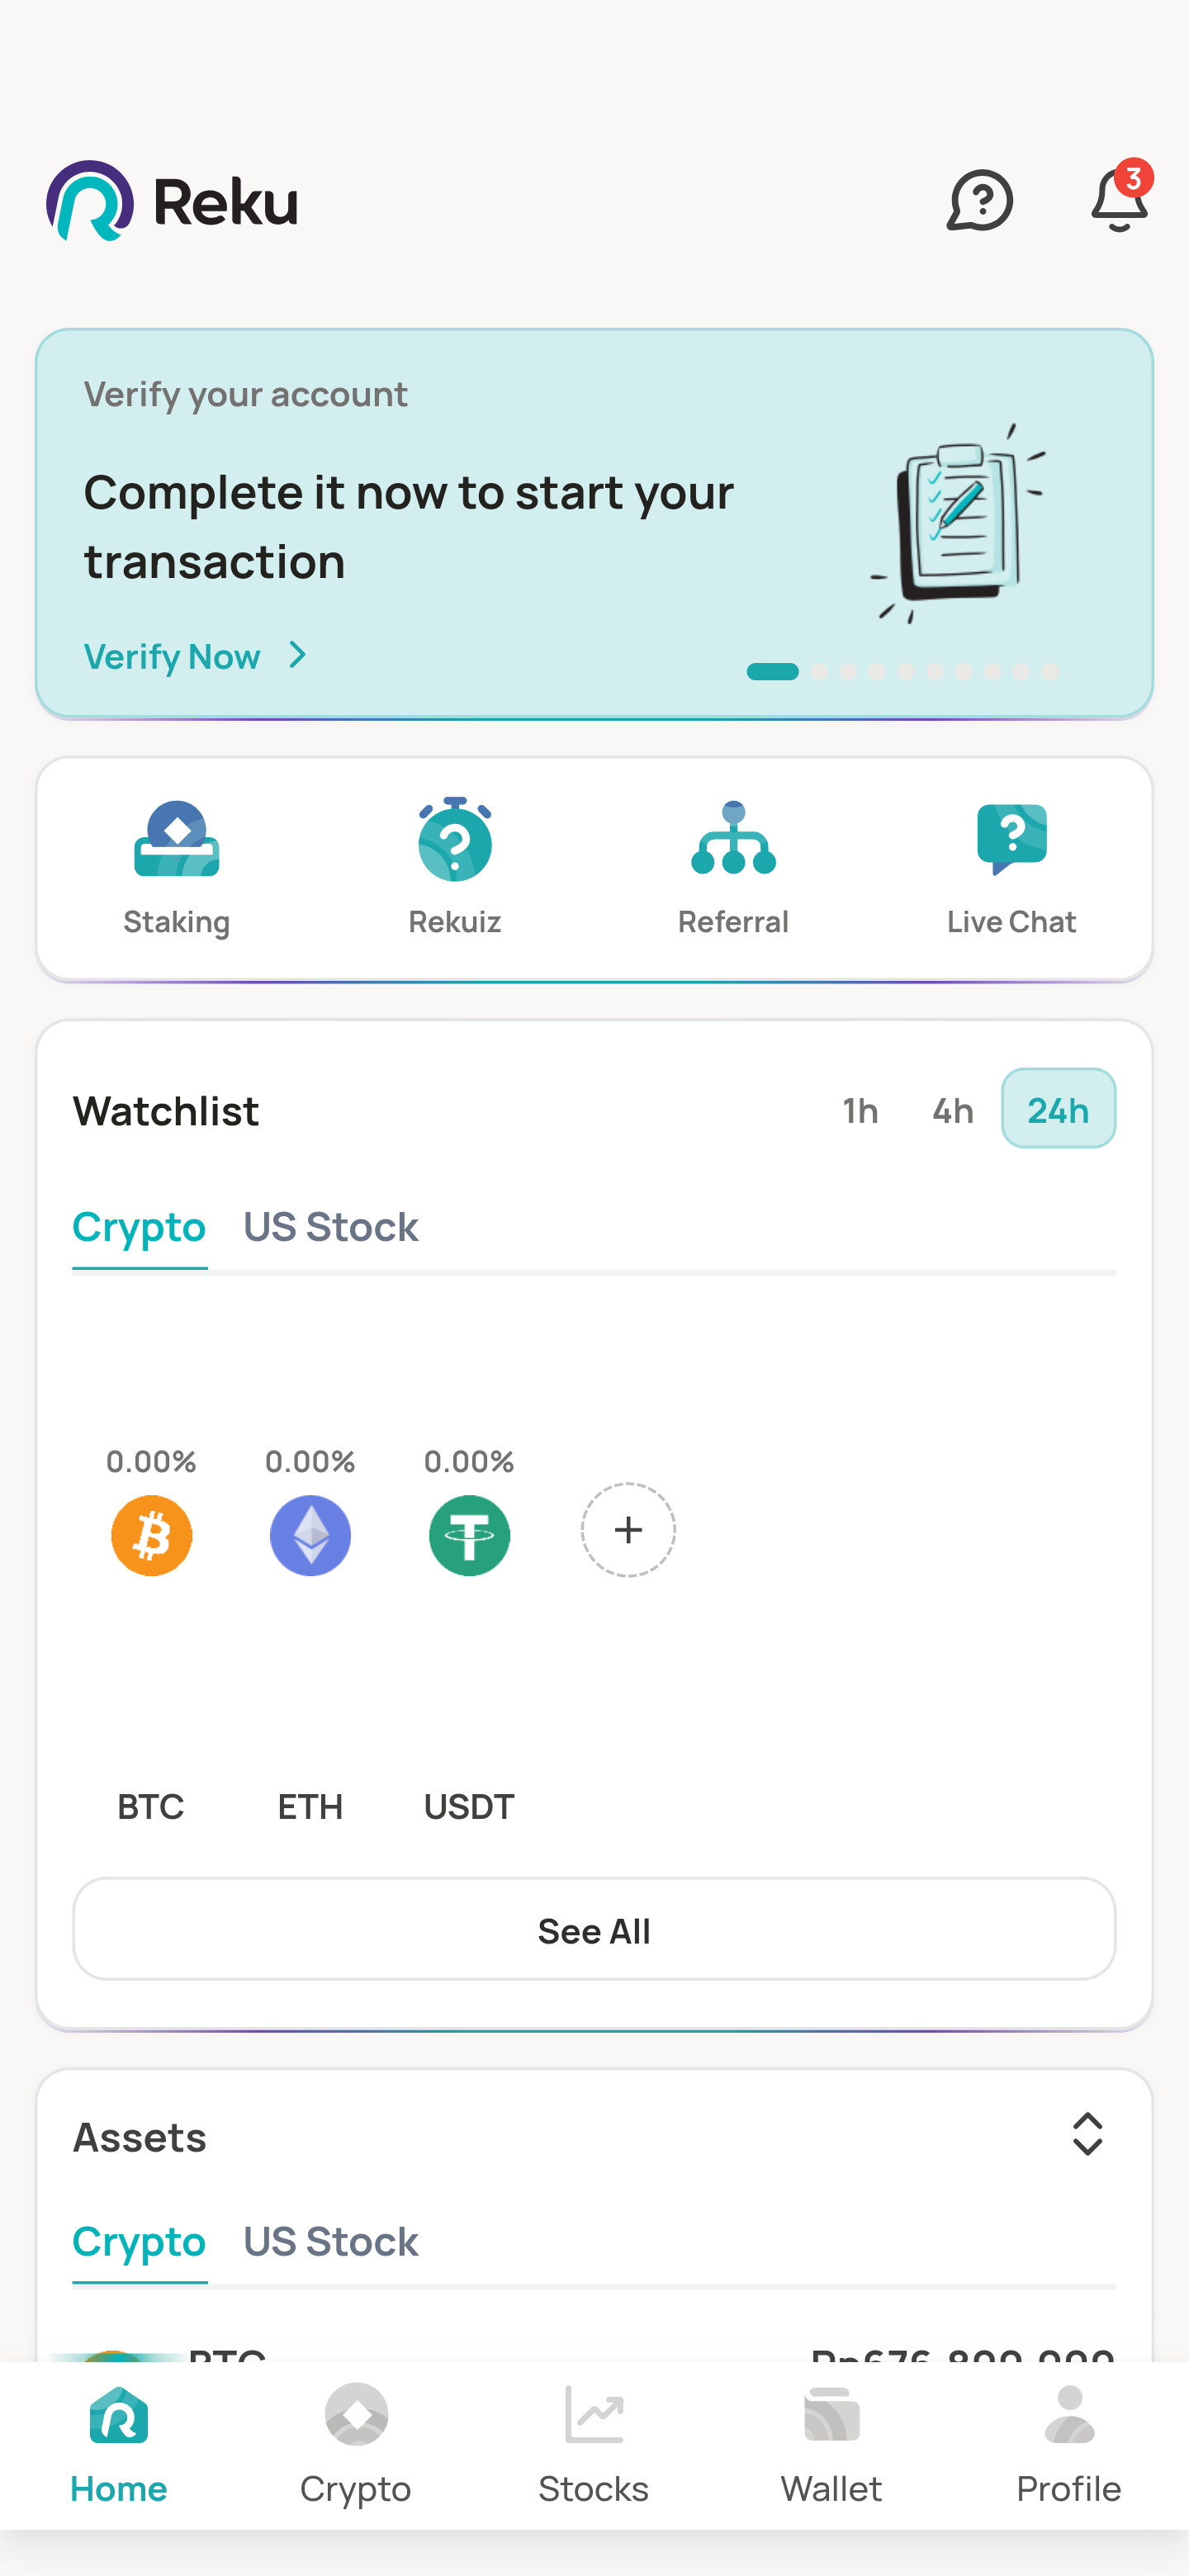 Reku
3
Verify your account
Complete it now to start your
transaction
Verify Now
Staking
Rekuiz
Referral
Live Chat
Watchlist
1h 4h 24h
Crypto US Stock
0.00% 0.00% 0.00%
BTC ETH USDT
See All
Assets
Crypto US Stock
BTC
Home
Crypto
Stocks
Wallet
Profile